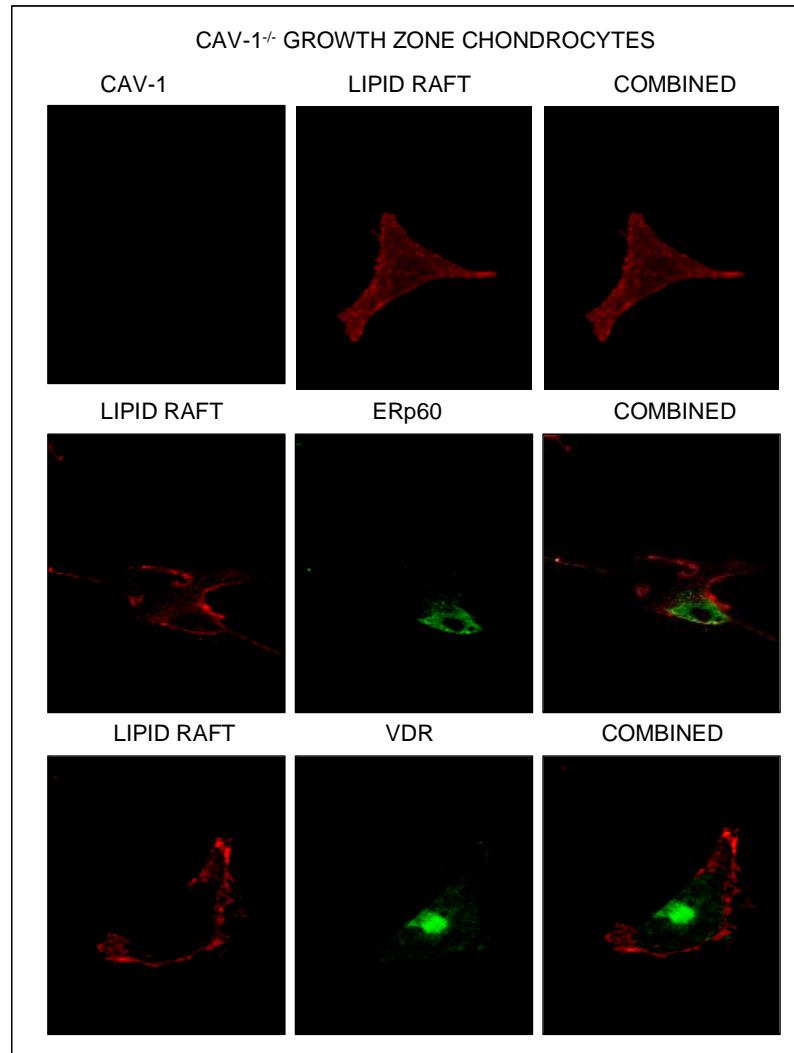 CAV-1-/- GROWTH ZONE CHONDROCYTES
CAV-1 LIPID RAFT COMBINED
LIPID RAFT ERp60 COMBINED
LIPID RAFT VDR COMBINED